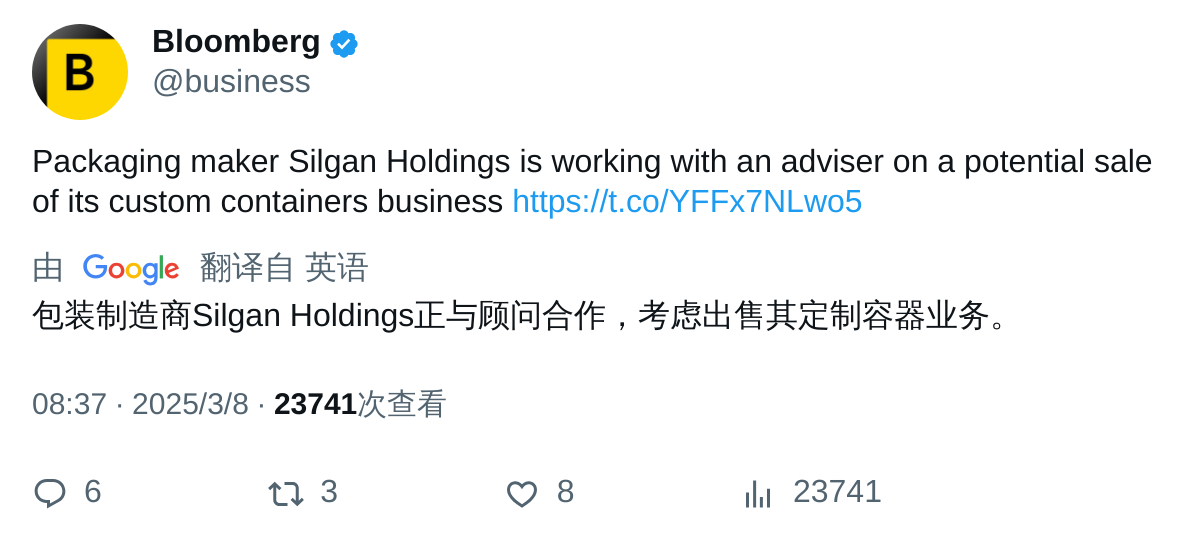 B
Bloomberg
@business
Packaging maker Silgan Holdings is working with an adviser on a potential sale
of its custom containers business https://t.co/YFFx7NLwo5
由 Google 翻译自 英语
包装制造商Silgan Holdings正与顾问合作，考虑出售其定制容器业务。
08:37 · 2025/3/8 · 23741次查看
6 3 8 23741